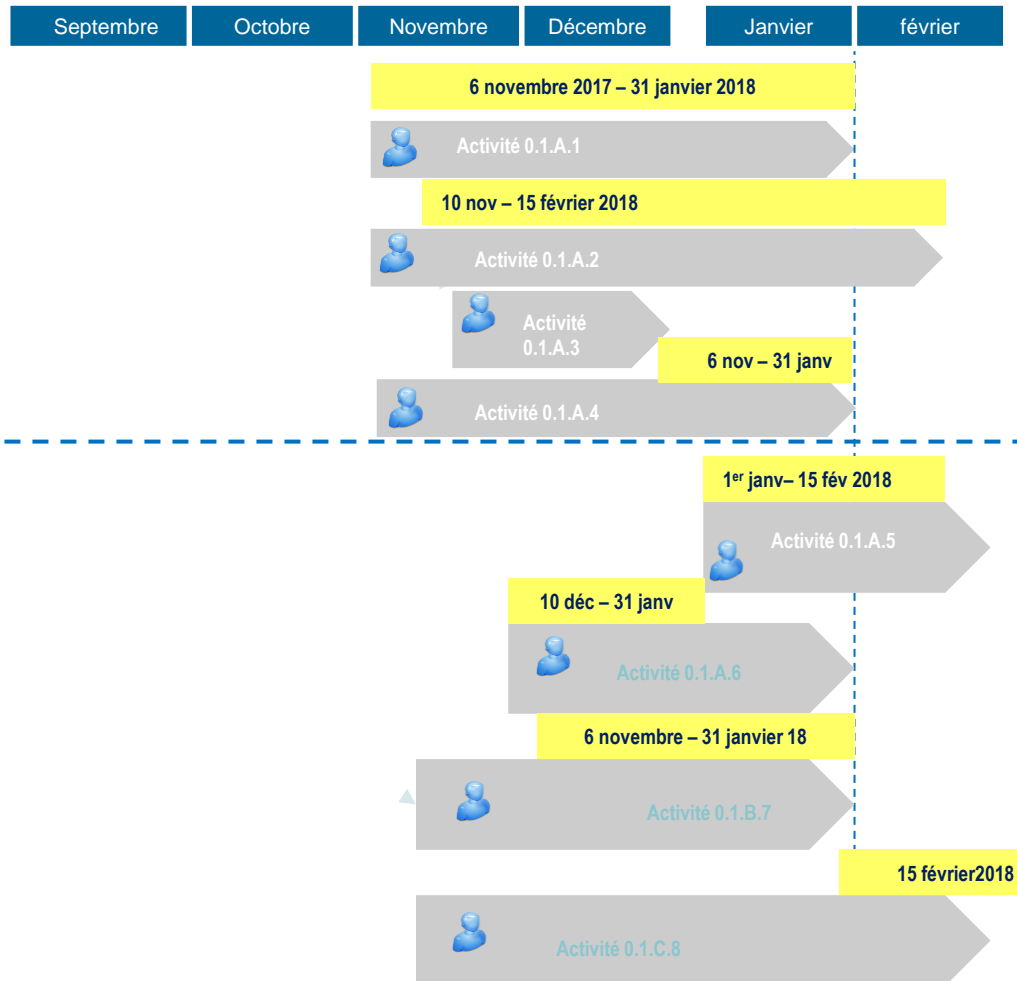 Septembre
Octobre
Novembre
Décembre
Janvier
février
6 novembre 2017 – 31 janvier 2018
Activité 0.1.A.1
10 nov – 15 février 2018
Activité 0.1.A.2
Activité
0.1.A.3
6 nov – 31 janv
Activité 0.1.A.4
1er janv– 15 fév 2018
Activité 0.1.A.5
10 déc – 31 janv
Activité 0.1.A.6
6 novembre – 31 janvier 18
Activité 0.1.B.7
15 février2018
Activité 0.1.C.8